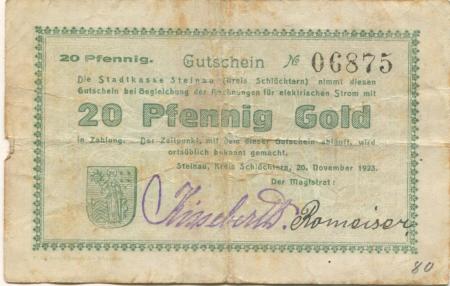 20 Pfennig. Gutschein № 06875
Die Stadtkasse Steinau (Kreis Schlüchtern) nimmt diesen
Gutschein bei Begleichung der Rechnungen für elektrischen Strom mit
20 Pfennig Gold
in Zahlung. Der Zeitpunkt, mit dem dieser Gutschein abläuft, wird
ortsüblich bekannt gemacht.
Steinau, Kreis Schlüchtern, 20. November 1923.
Der Magistrat:
Romeiser
80